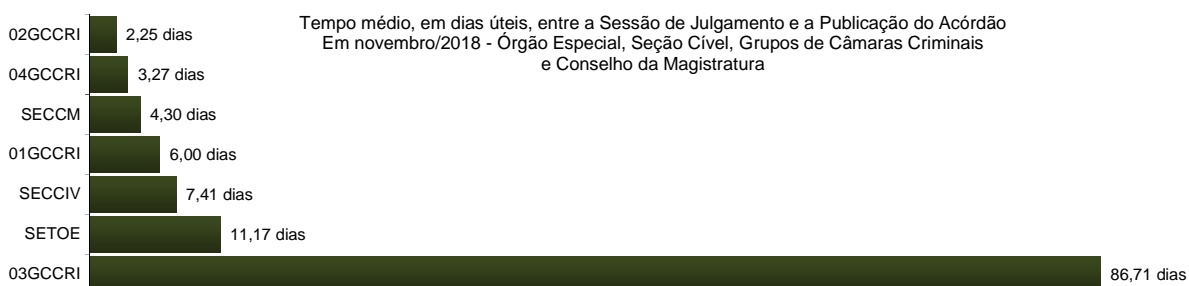 Tempo médio, em dias úteis, entre a Sessão de Julgamento e a Publicação do Acórdão
Em novembro/2018 - Órgão Especial, Seção Cível, Grupos de Câmaras Criminais
e Conselho da Magistratura
02GCCRI 2,25 dias
04GCCRI 3,27 dias
SECCM 4,30 dias
01GCCRI 6,00 dias
SECCIV 7,41 dias
SETOE 11,17 dias
03GCCRI 86,71 dias